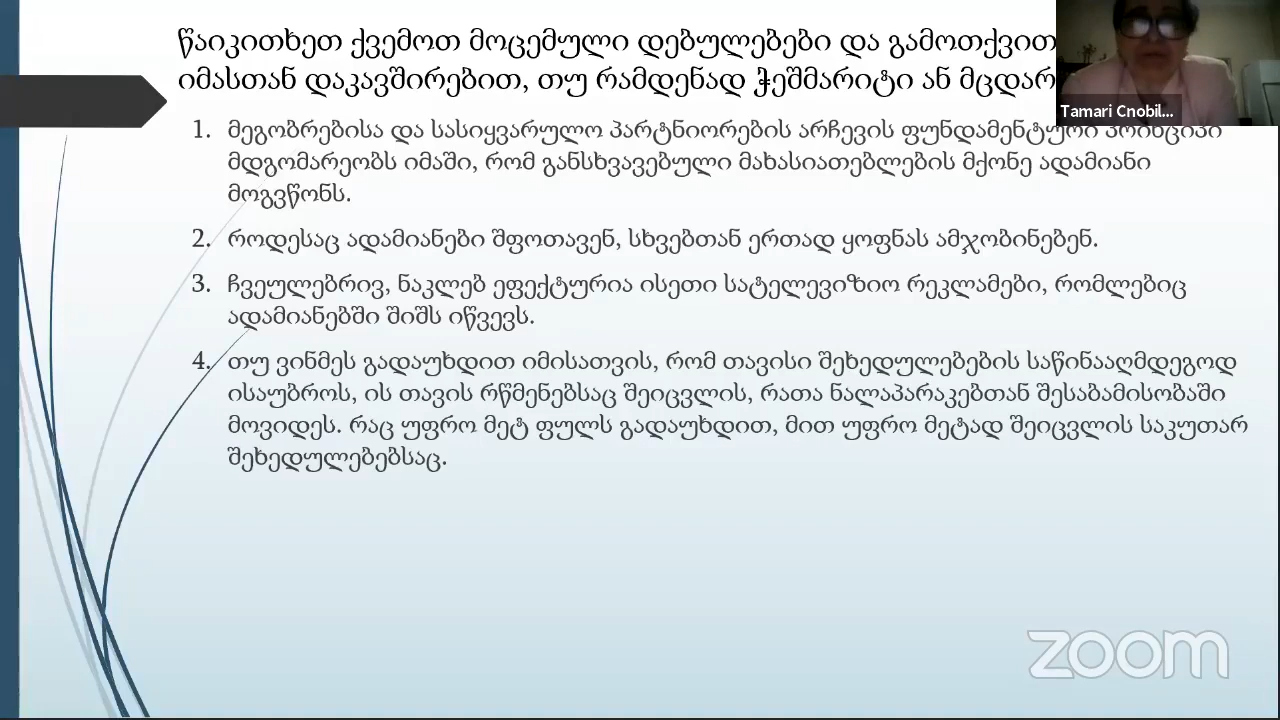 წაიკითხეთ ქვემოთ მოცემული დებულებები და გამოთქვით
იმასთან დაკავშირებით, თუ რამდენად ჭეშმარიტი ან მცდარ
Tamari Cnobil...
1. მეგობრებისა და სასიყვარულო პარტნიორების არჩევის ფუნდამენტური პრინციპი
მდგომარეობს იმაში, რომ განსხვავებული მახასიათებლების მქონე ადამიანი
მოგვწონს.
2. როდესაც ადამიანები შფოთავენ, სხვებთან ერთად ყოფნას ამჯობინებენ.
3. ჩვეულებრივ, ნაკლებ ეფექტურია ისეთი სატელევიზიო რეკლამები, რომლებიც
ადამიანებში შიშს იწვევს.
4. თუ ვინმეს გადაუხდით იმისათვის, რომ თავისი შეხედულებების საწინააღმდეგოდ
ისაუბროს, ის თავის რწმენებსაც შეიცვლის, რათა ნალაპარაკებთან შესაბამისობაში
მოვიდეს. რაც უფრო მეტ ფულს გადაუხდით, მით უფრო მეტად შეიცვლის საკუთარ
შეხედულებებსაც.
zoom